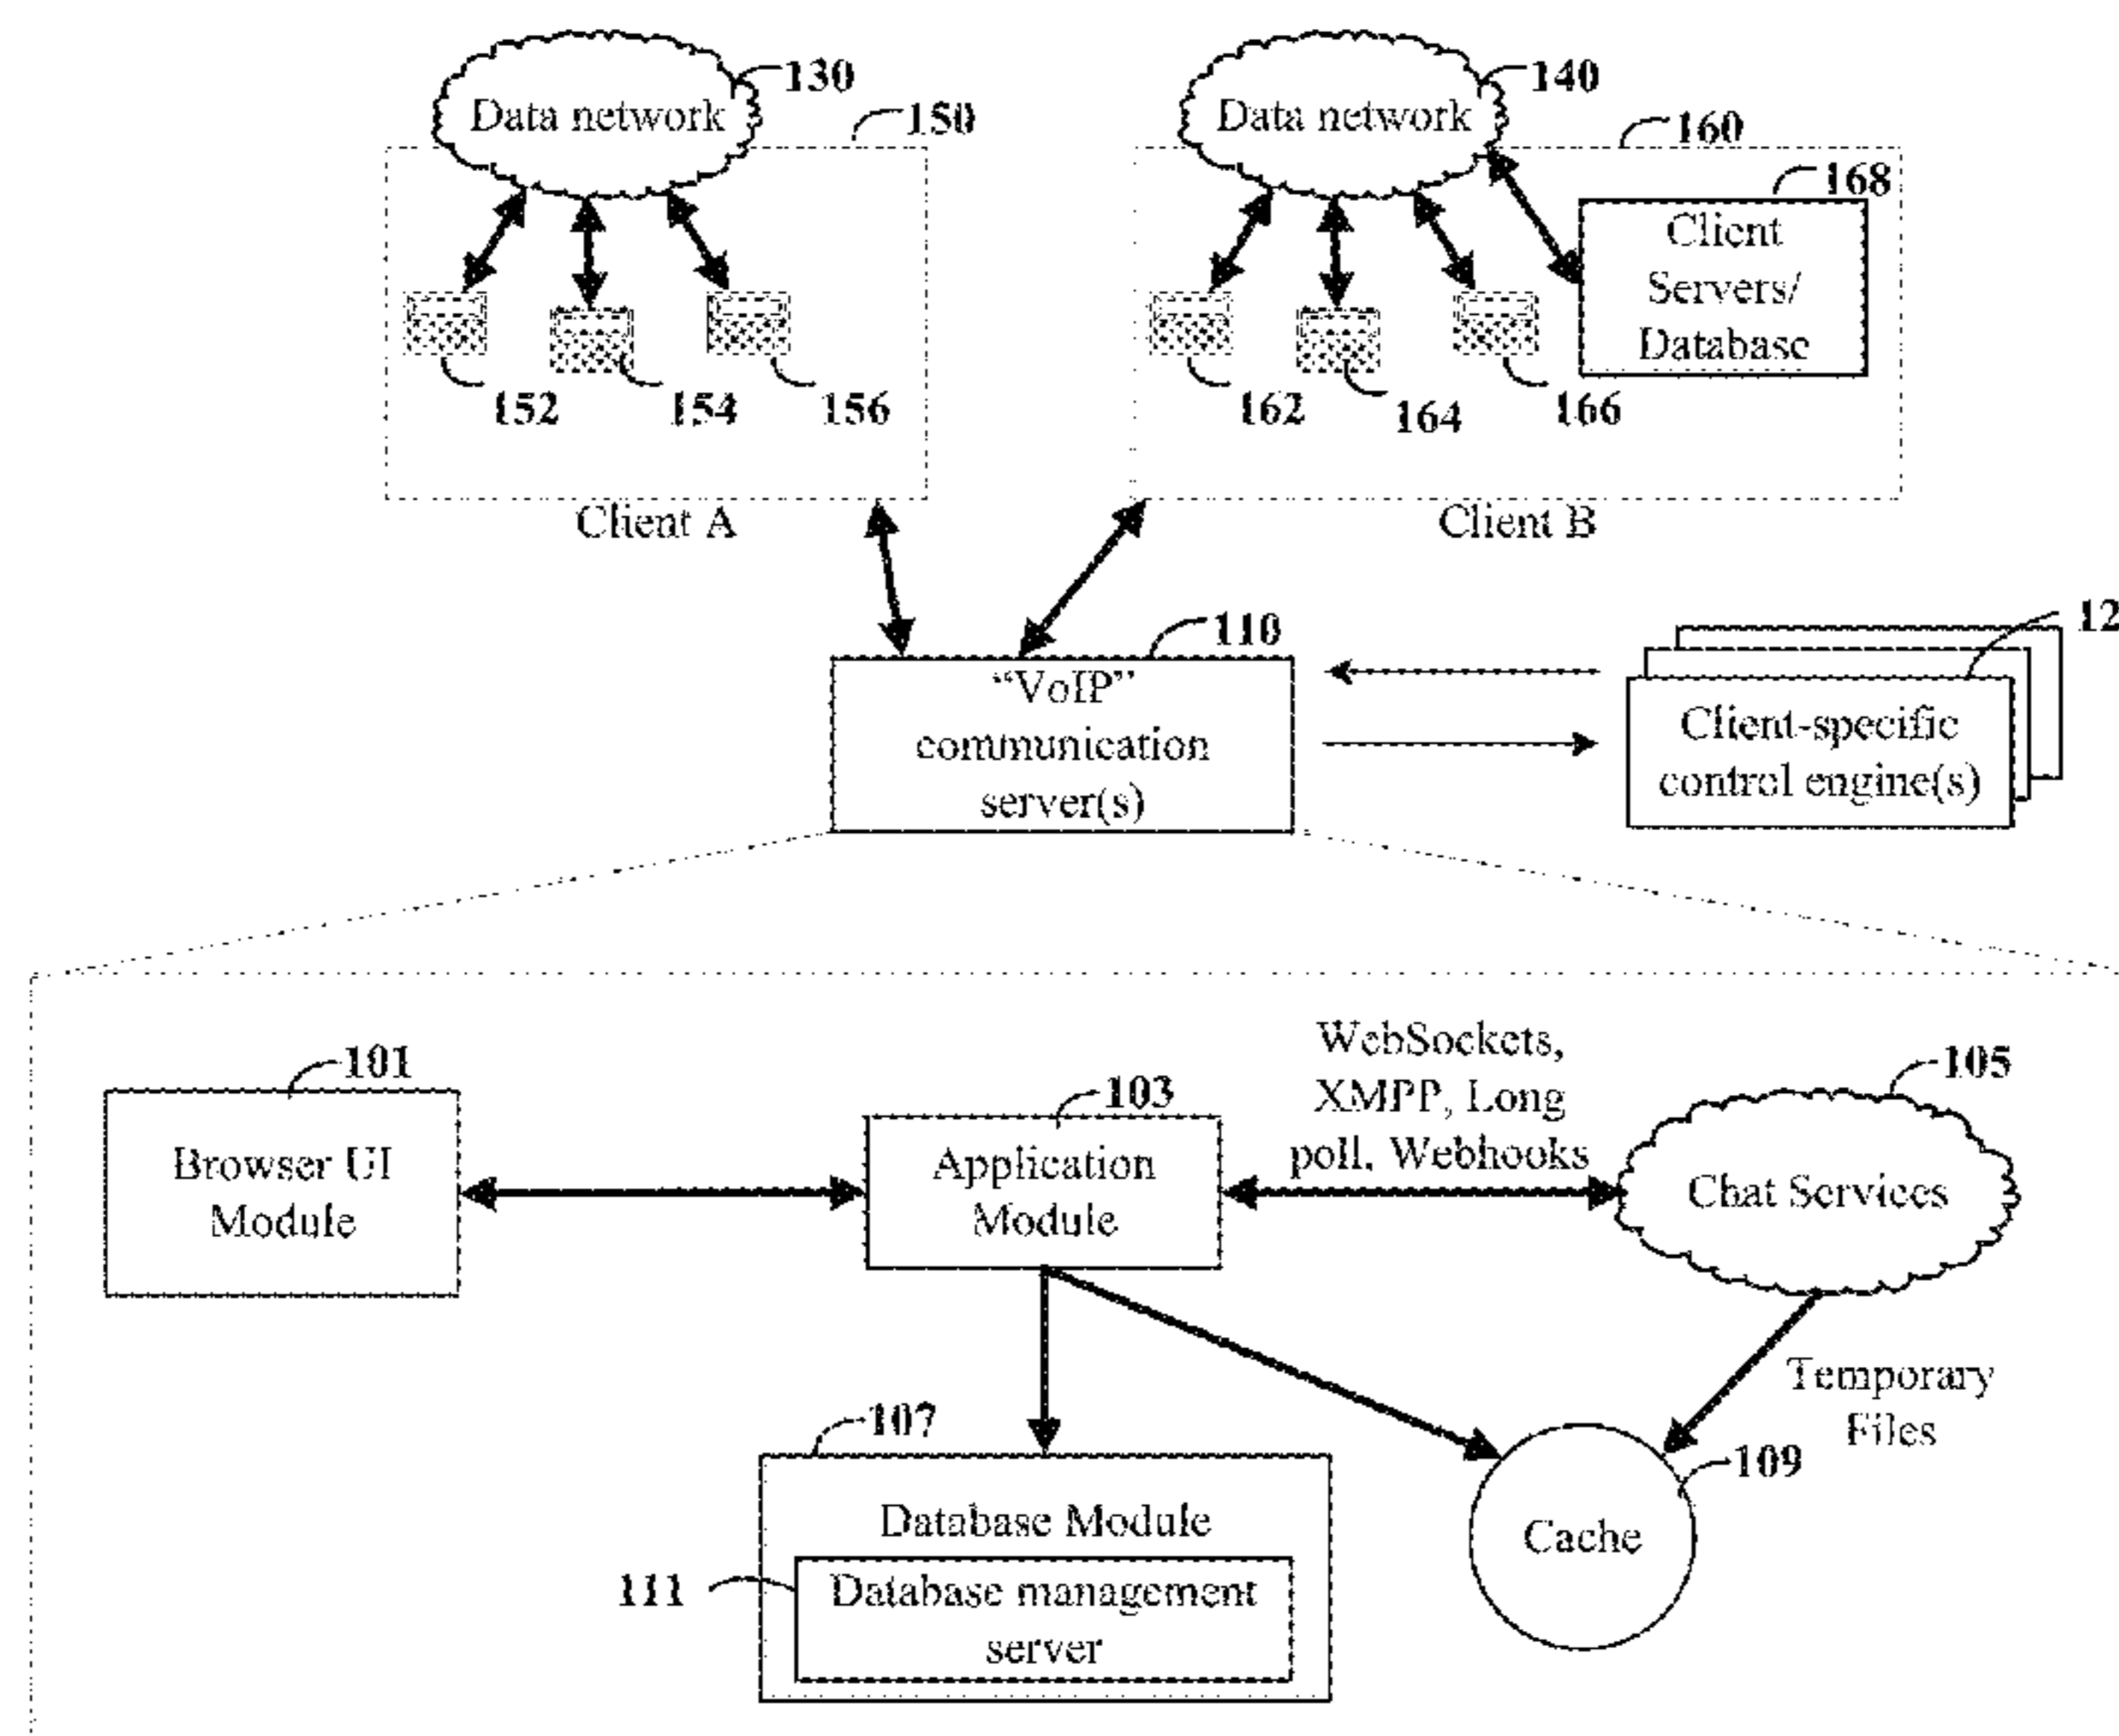 130
140
Data network
Data network
150
160
168
Client
Servers/
Database
152
154
156
162
164
166
Client A
Client B
110
12
“VoIP”
communication
server(s)
Client-specific
control engine(s)
WebSockets,
XMPP, Long
poll, Webhooks
101
103
105
Browser UI
Module
Application
Module
Chat Services
Temporary
Files
107
109
Database Module
Cache
111
Database management
server